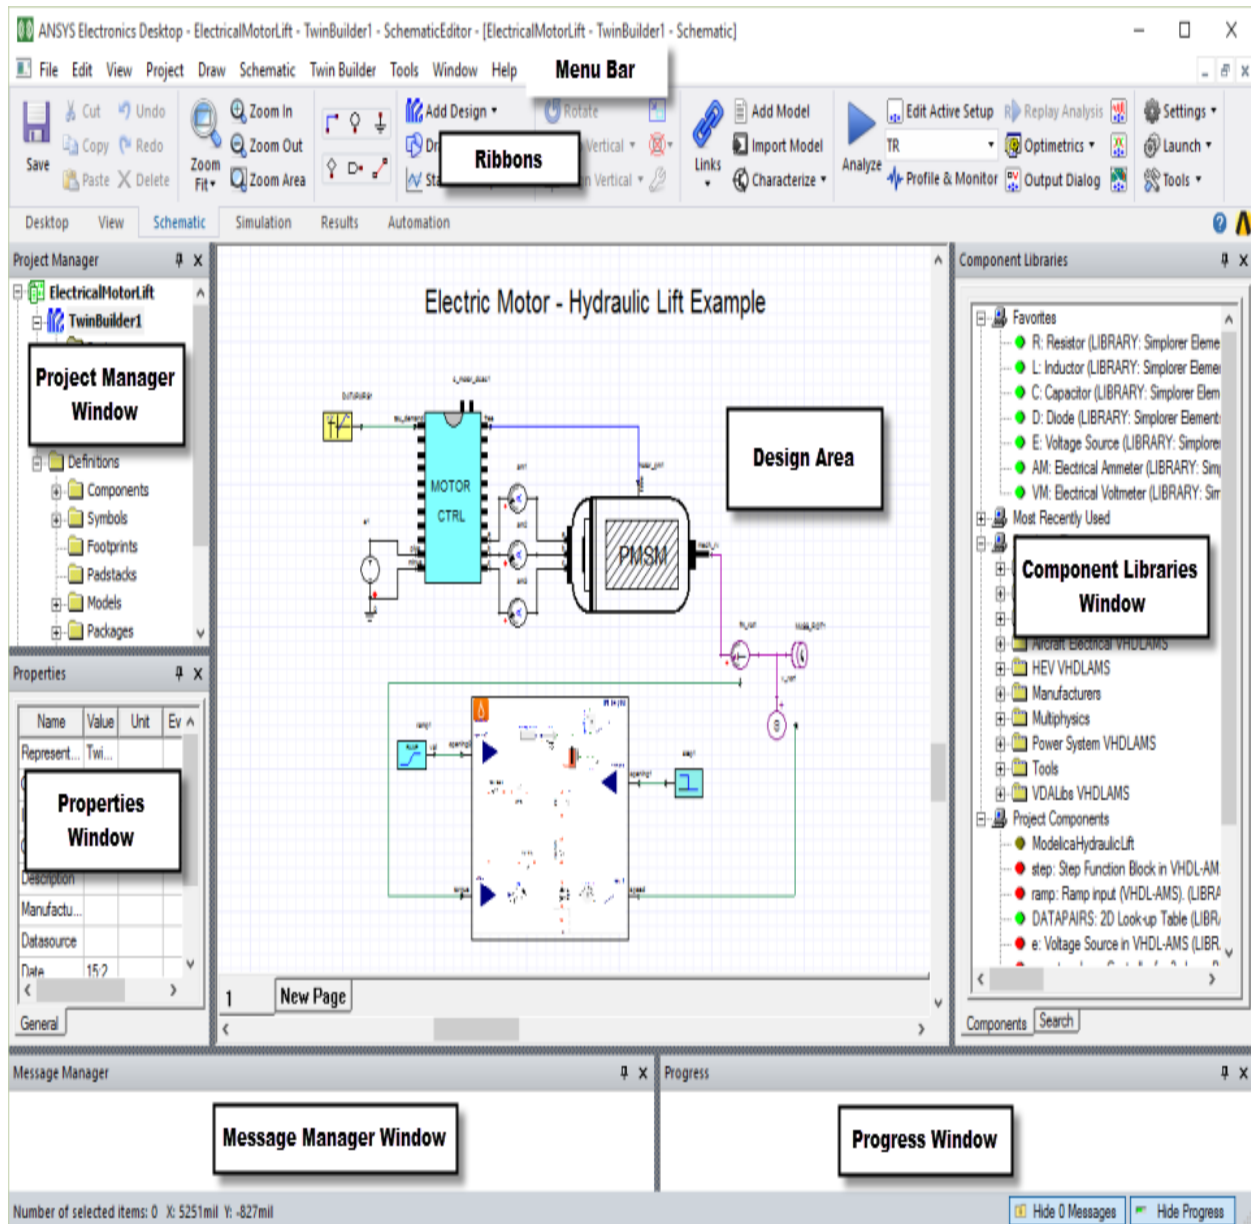 ANSYS Electronics Desktop - ElectricalMotorLift - TwinBuilder1 - SchematicEditor - [ElectricalMotorLift - TwinBuilder1 - Schematic]
File Edit View Project Draw Schematic Twin Builder Tools Window Help
Menu Bar
Save
Cut Undo
Copy Redo
Paste Delete
Zoom Fit
Zoom In
Zoom Out
Zoom Area
Add Design
Ribbons
Rotate
Vertical
Vertical
Links
Add Model
Import Model
Characterize
Analyze
Edit Active Setup
TR
Profile & Monitor
Replay Analysis
Optimetrics
Output Dialog
Settings
Launch
Tools
Desktop View Schematic Simulation Results Automation
Project Manager
ElectricalMotorLift
TwinBuilder1
Project Manager
Window
Definitions
Components
Symbols
Footprints
Padstacks
Models
Packages
Properties
Name Value Unit Ev
Represent... Twi...
Properties
Window
Description
Manufactu...
Datasource
Date 15:2
General
Electric Motor - Hydraulic Lift Example
MOTOR
CTRL
PMSM
Design Area
1 New Page
Component Libraries
Favorites
R: Resistor (LIBRARY: Simplorer Eleme
L: Inductor (LIBRARY: Simplorer Elemer
C: Capacitor (LIBRARY: Simplorer Elem
D: Diode (LIBRARY: Simplorer Elements
E: Voltage Source (LIBRARY: Simplorer
AM: Electrical Ammeter (LIBRARY: Sim
VM: Electrical Voltmeter (LIBRARY: Sim
Most Recently Used
Component Libraries
Window
Aircraft Electrical VHDLAMS
HEV VHDLAMS
Manufacturers
Multiphysics
Power System VHDLAMS
Tools
VDALibs VHDLAMS
Project Components
ModelicaHydraulicLift
step: Step Function Block in VHDL-AM
ramp: Ramp input (VHDL-AMS). (LIBRA
DATAPAIRS: 2D Look-up Table (LIBR
e: Voltage Source in VHDL-AMS (LIBR
Components Search
Message Manager
Message Manager Window
Progress
Progress Window
Number of selected items: 0 X: 5251mil Y: -827mil
Hide 0 Messages
Hide Progress